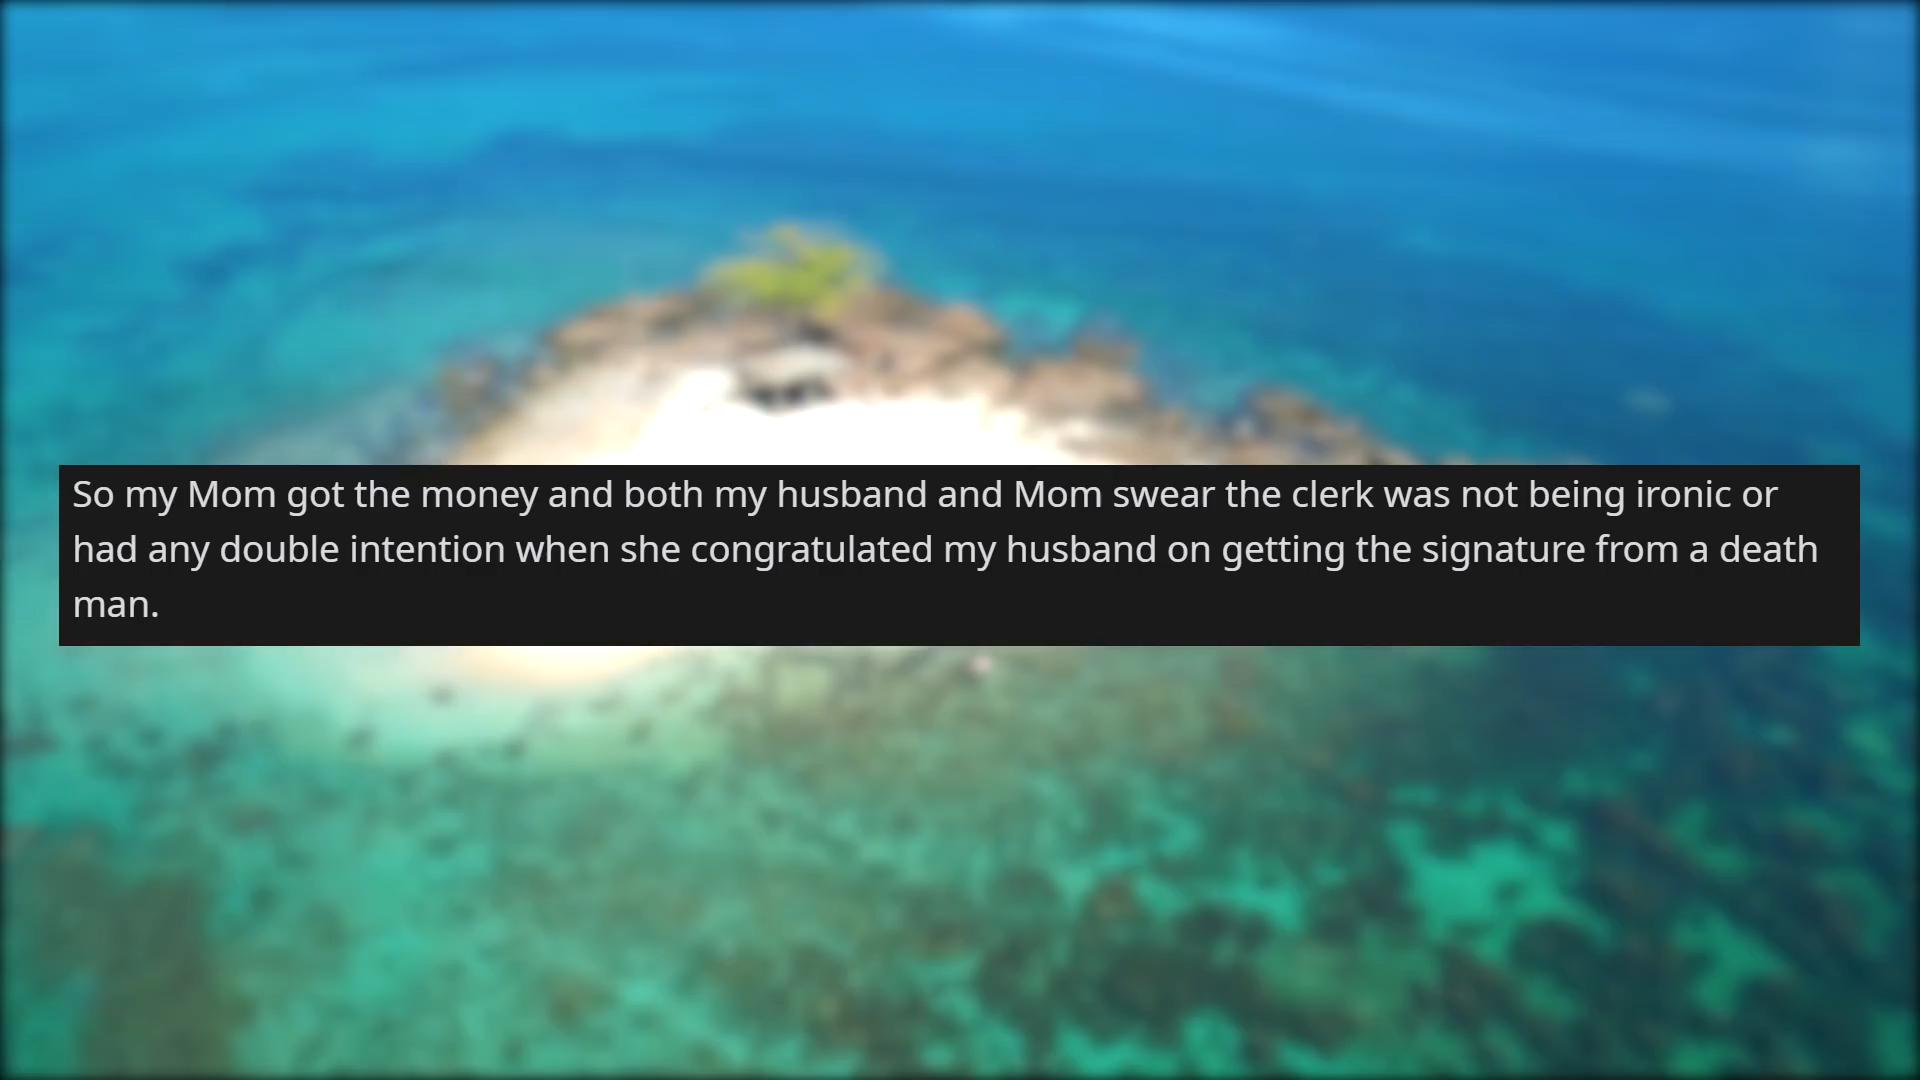 So my Mom got the money and both my husband and Mom swear the clerk was not being ironic or
had any double intention when she congratulated my husband on getting the signature from a death
man.